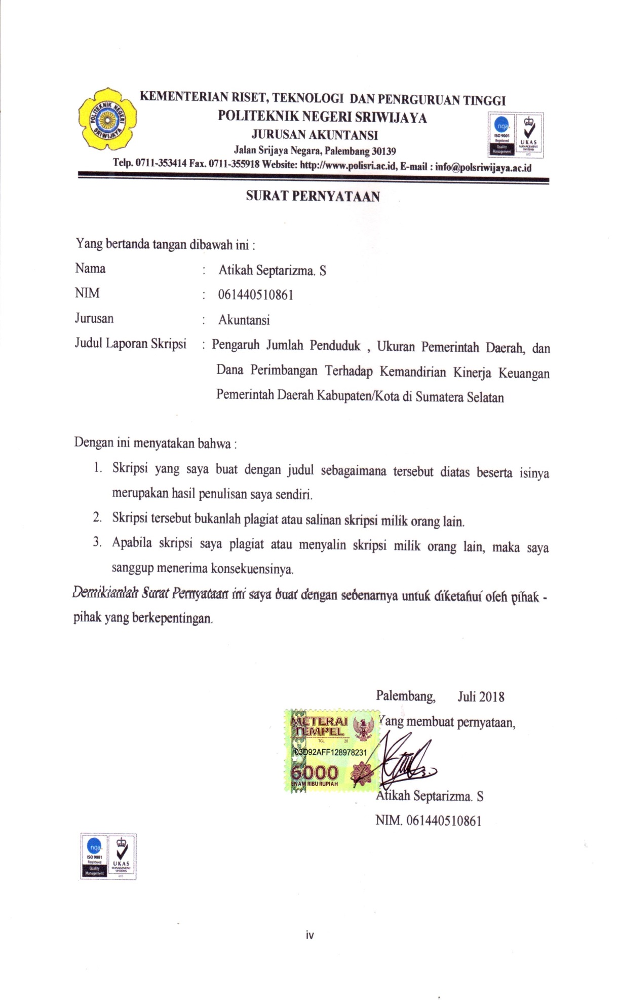 KEMENTERIAN RISET, TEKNOLOGI DAN PENRGURUAN TINGGI
POLITEKNIK NEGERI SRIWIJAYA
JURUSAN AKUNTANSI
Jalan Srijaya Negara, Palembang 30139
Telp. 0711-353414 Fax. 0711-355918 Website: http://www.polisri.ac.id, E-mail : info@polsriwijaya.ac.id
POLITEKNIK NEGERI SRIWIJAYA
nqa.
ISO 9001
Registered
Quality
Management
UKAS
MANAGEMENT
SYSTEMS
015
SURAT PERNYATAAN
Yang bertanda tangan dibawah ini :
Nama : Atikah Septarizma. S
NIM : 061440510861
Jurusan : Akuntansi
Judul Laporan Skripsi : Pengaruh Jumlah Penduduk , Ukuran Pemerintah Daerah, dan
Dana Perimbangan Terhadap Kemandirian Kinerja Keuangan
Pemerintah Daerah Kabupaten/Kota di Sumatera Selatan
Dengan ini menyatakan bahwa :
1. Skripsi yang saya buat dengan judul sebagaimana tersebut diatas beserta isinya
merupakan hasil penulisan saya sendiri.
2. Skripsi tersebut bukanlah plagiat atau salinan skripsi milik orang lain.
3. Apabila skripsi saya plagiat atau menyalin skripsi milik orang lain, maka saya
sanggup menerima konsekuensinya.
Demikianlah Surat Pernyataan ini saya buat dengan sebenarnya untuk diketahui oleh pihak -
pihak yang berkepentingan.
Palembang, Juli 2018
Yang membuat pernyataan,
METERAI
TEMPEL
TGL. 20
03D92AFF128978231
6000
ENAM RIBU RUPIAH
Atikah Septarizma. S
NIM. 061440510861
nqa.
ISO 9001
Registered
Quality
Management
UKAS
MANAGEMENT
SYSTEMS
015
iv